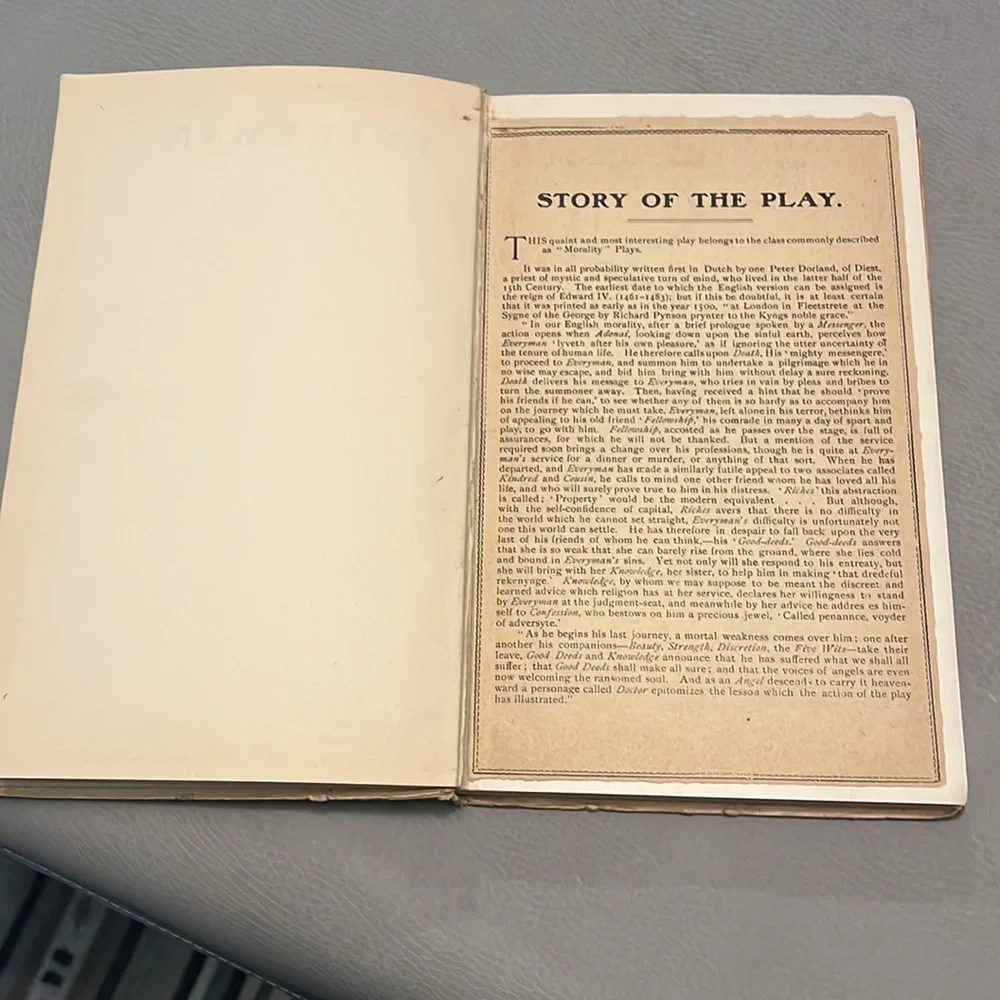 STORY OF THE PLAY.
THIS quaint and most interesting play belongs to the class commonly described
as "Morality" Plays.
It was in all probability written first in Dutch by one Peter Dorland, of Diest,
a priest of mystic and speculative turn of mind, who lived in the latter half of the
15th Century. The earliest date to which the English version can be assigned is
the reign of Edward IV. (1461-1483); but if this be doubtful, it is at least certain
that it was printed as early as in the year 1500, "at London in Fleetstrete at the
Sygne of the George by Richard Pynson prynter to the Kyngs noble grace."
"In our English morality, after a brief prologue spoken by a Messenger, the
action opens when Adonai, looking down upon the sinful earth, perceives how
Everyman 'lyveth after his own pleasure,' as if ignoring the utter uncertainty of
the tenure of human life. He therefore calls upon Death, His 'mighty messengere,'
to proceed to Everyman, and summon him to undertake a pilgrimage which he in
no wise may escape, and bid him bring with him without delay a sure reckoning.
Death delivers his message to Everyman, who tries in vain by pleas and bribes to
turn the summoner away. Then, having received a hint that he should 'prove
his friends if he can,' to see whether any of them is so hardy as to accompany him
on the journey which he must take, Everyman, left alone in his terror, bethinks him
of appealing to his old friend 'Fellowship,' his comrade in many a day of sport and
play, to go with him. Fellowship, accosted as he passes over the stage, is full of
assurances, for which he will not be thanked. But a mention of the service
required soon brings a change over his professions, though he is quite at Every-
man's service for a dinner or murder, or anything of that sort. When he has
departed, and Everyman has made a similarly futile appeal to two associates called
Kindred and Cousin, he calls to mind one other friend whom he has loved all his
life, and who will surely prove true to him in his distress. 'Riches' this abstraction
is called; 'Property' would be the modern equivalent . . . But although,
with the self-confidence of capital, Riches avers that there is no difficulty in
the world which he cannot set straight, Everyman's difficulty is unfortunately not
one this world can settle. He has therefore in despair to fall back upon the very
last of his friends of whom he can think,—his 'Good-deeds.' Good-deeds answers
that she is so weak that she can barely rise from the ground, where she lies cold
and bound in Everyman's sins. Yet not only will she respond to his entreaty, but
she will bring with her Knowledge, her sister, to help him in making 'that dredeful
rekenynge.' Knowledge, by whom we may suppose to be meant the discreet and
learned advice which religion has at her service, declares her willingness to stand
by Everyman at the judgment-seat, and meanwhile by her advice he addres es him-
self to Confession, who bestows on him a precious jewel, 'Called penannce, voyder
of adversyte.'
"As he begins his last journey, a mortal weakness comes over him; one after
another his companions—Beauty, Strength, Discretion, the Five Wits—take their
leave, Good Deeds and Knowledge announce that he has suffered what we shall all
suffer; that Good Deeds shall make all sure; and that the voices of angels are even
now welcoming the ransomed soul. And as an Angel descends to carry it heaven-
ward a personage called Doctor epitomizes the lesson which the action of the play
has illustrated."